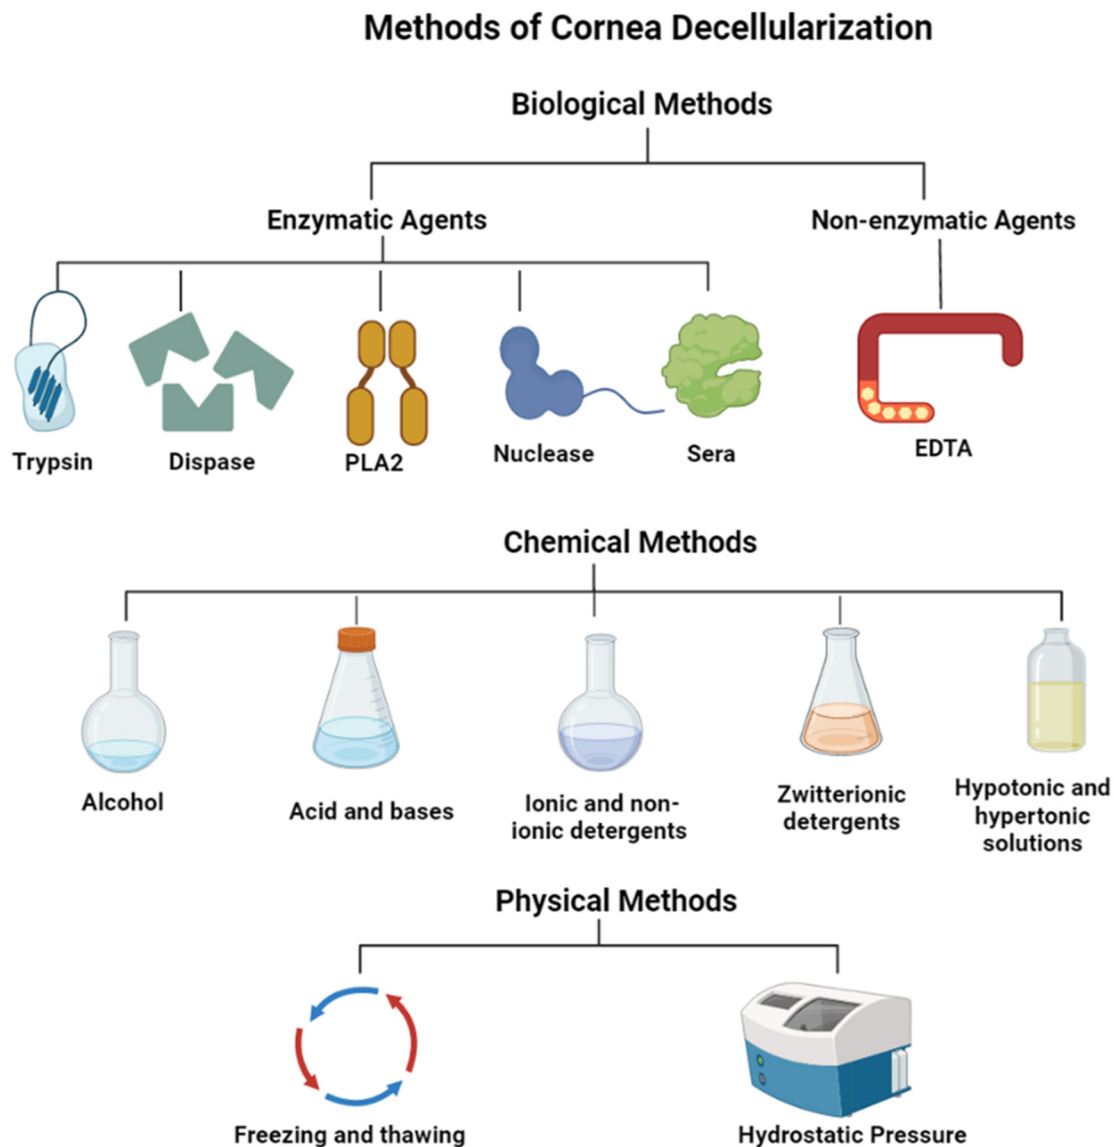 Methods of Cornea Decellularization
Biological Methods
Enzymatic Agents
Non-enzymatic Agents
Trypsin
Dispase
PLA2
Nuclease
Sera
EDTA
Chemical Methods
Alcohol
Acid and bases
Ionic and non-
ionic detergents
Zwitterionic
detergents
Hypotonic and
hypertonic
solutions
Physical Methods
Freezing and thawing
Hydrostatic Pressure